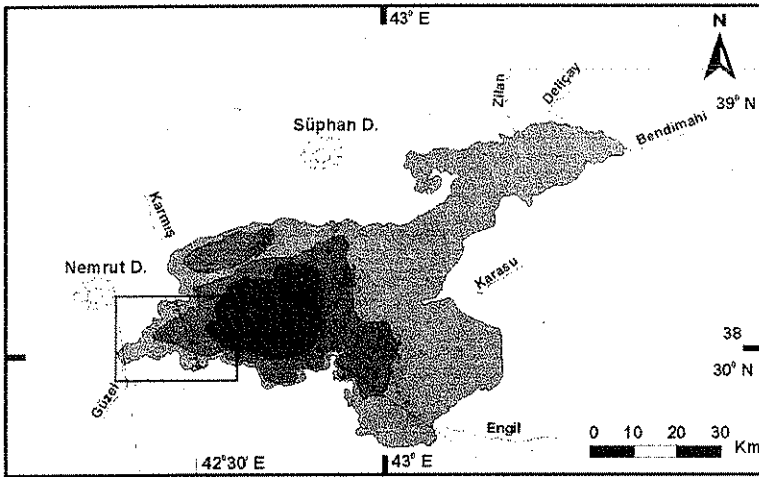 43° E
N
Zilan
Deliçay
39° N
Süphan D.
Bendimahi
Karmış
Nemrut D.
Karasu
38
30° N
Güzel
Engil
0 10 20 30
Km
42°30' E
43° E